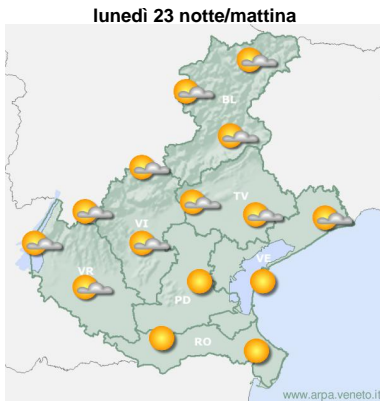 lunedì 23 notte/mattina
BL
TV
VI
VE
VR
PD
RO
www.arpa.veneto.it